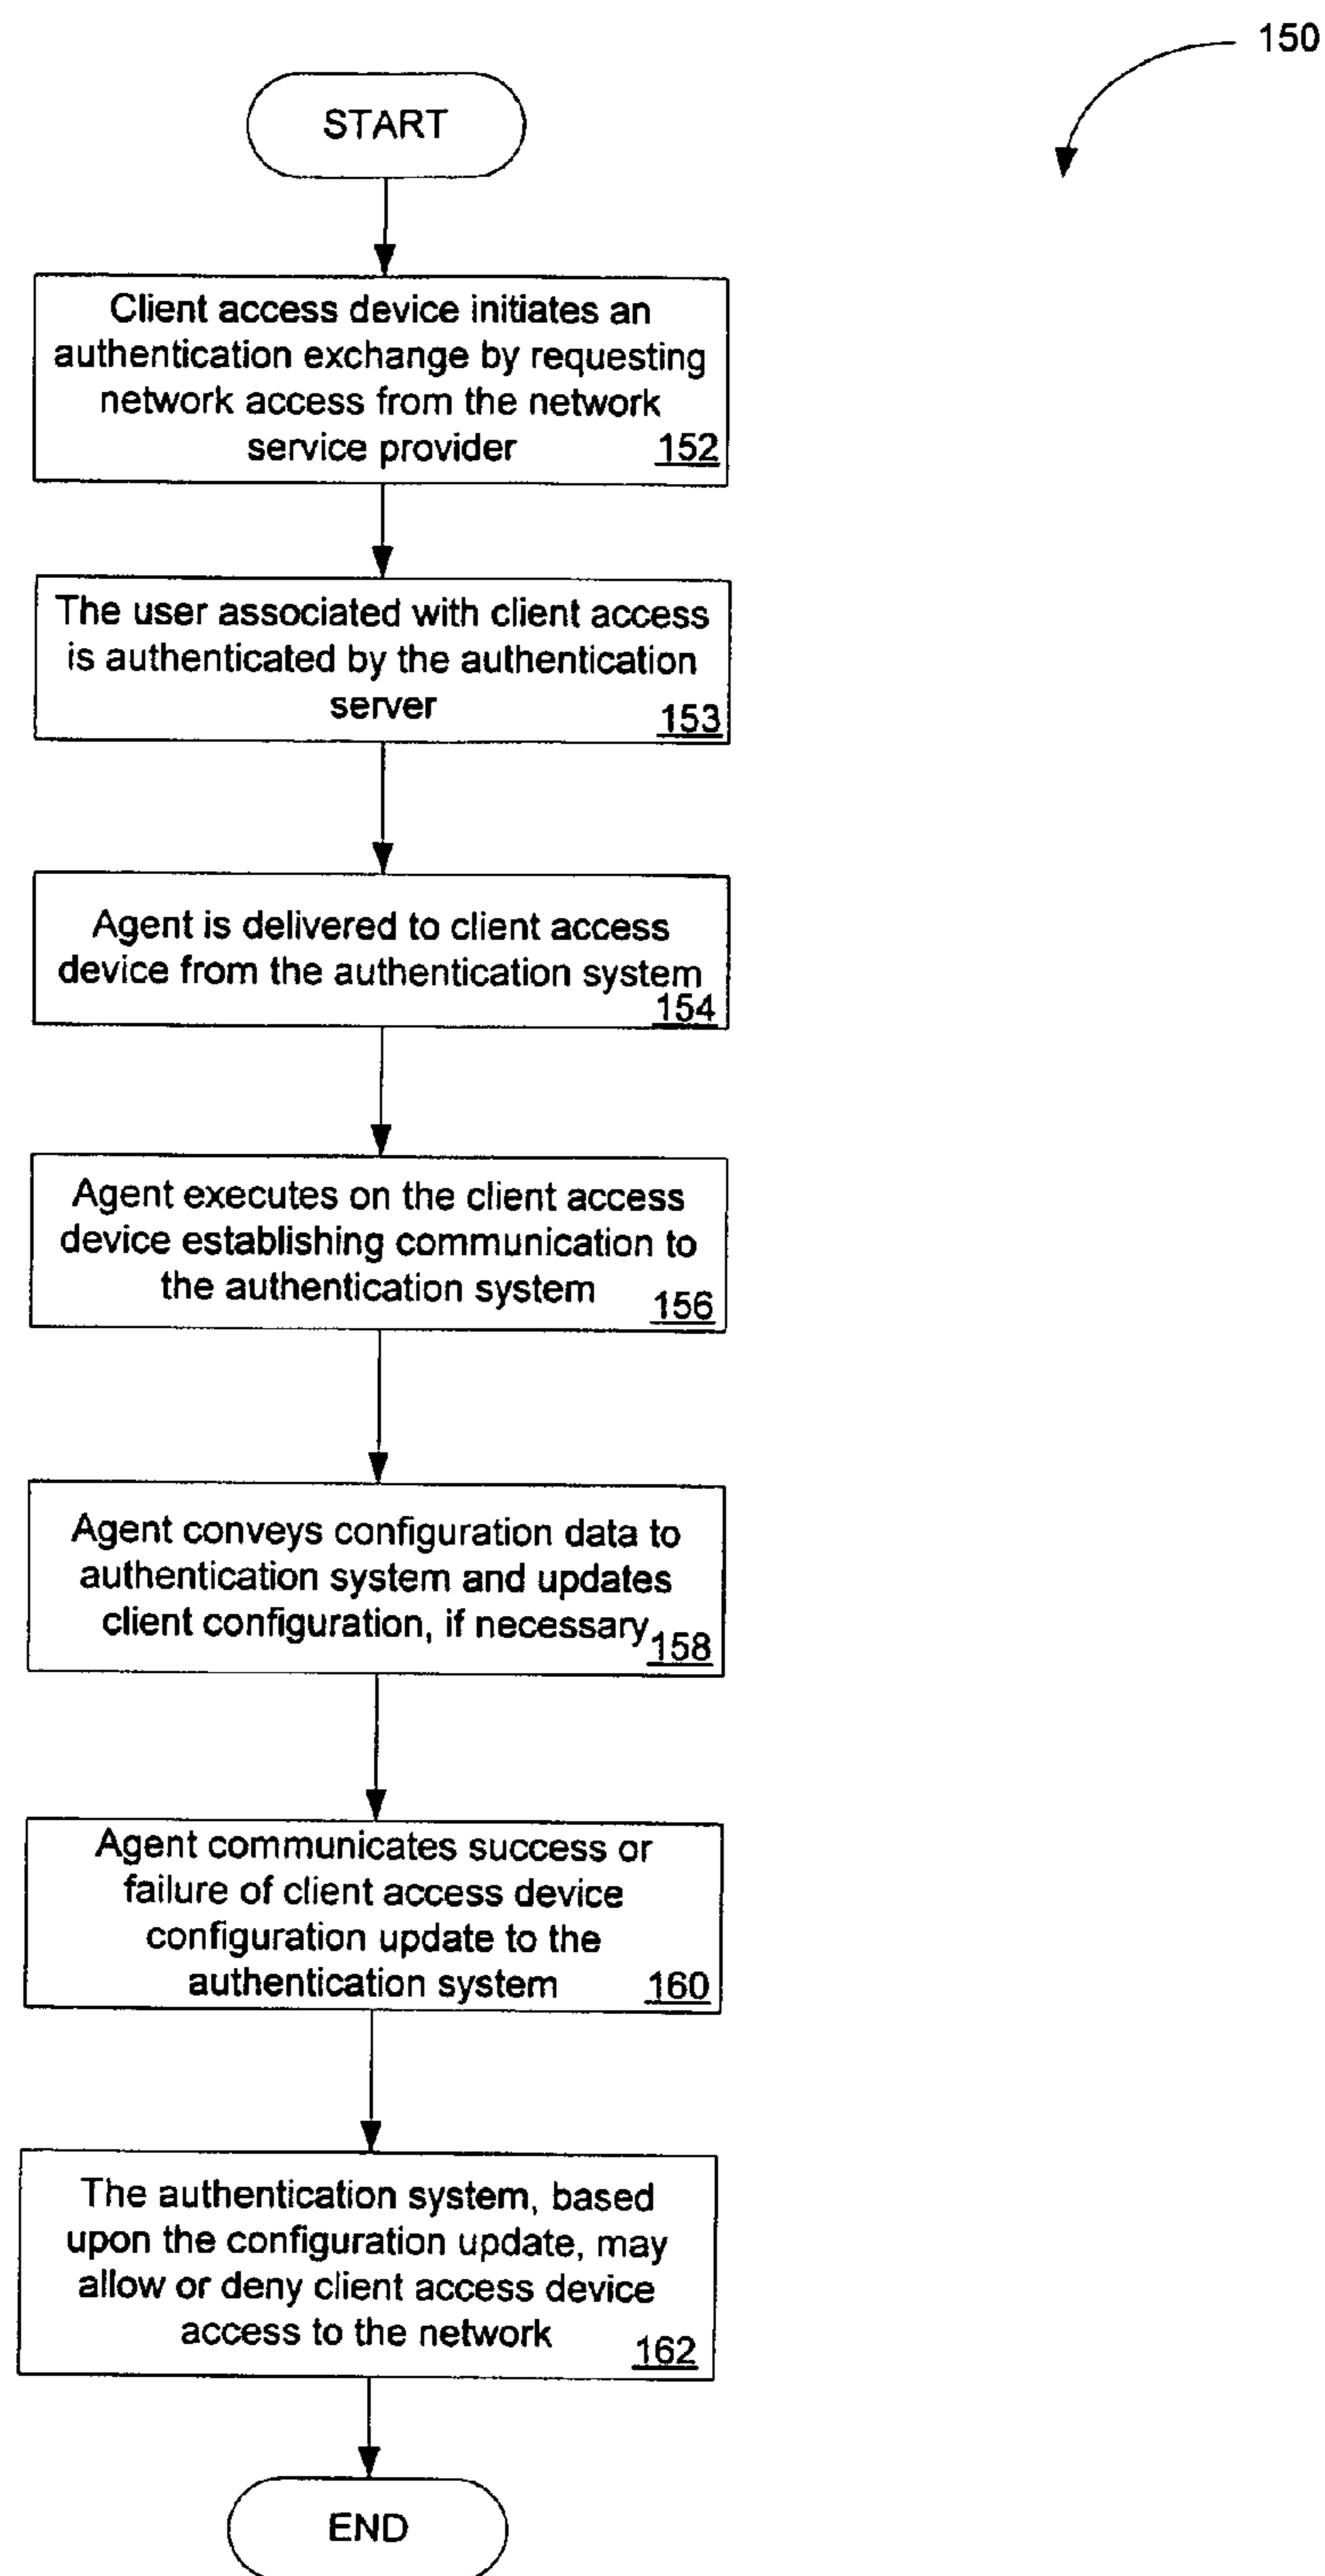 150
START
Client access device initiates an
authentication exchange by requesting
network access from the network
service provider
152
The user associated with client access
is authenticated by the authentication
server
153
Agent is delivered to client access
device from the authentication system
154
Agent executes on the client access
device establishing communication to
the authentication system
156
Agent conveys configuration data to
authentication system and updates
client configuration, if necessary
158
Agent communicates success or
failure of client access device
configuration update to the
authentication system
160
The authentication system, based
upon the configuration update, may
allow or deny client access device
access to the network
162
END